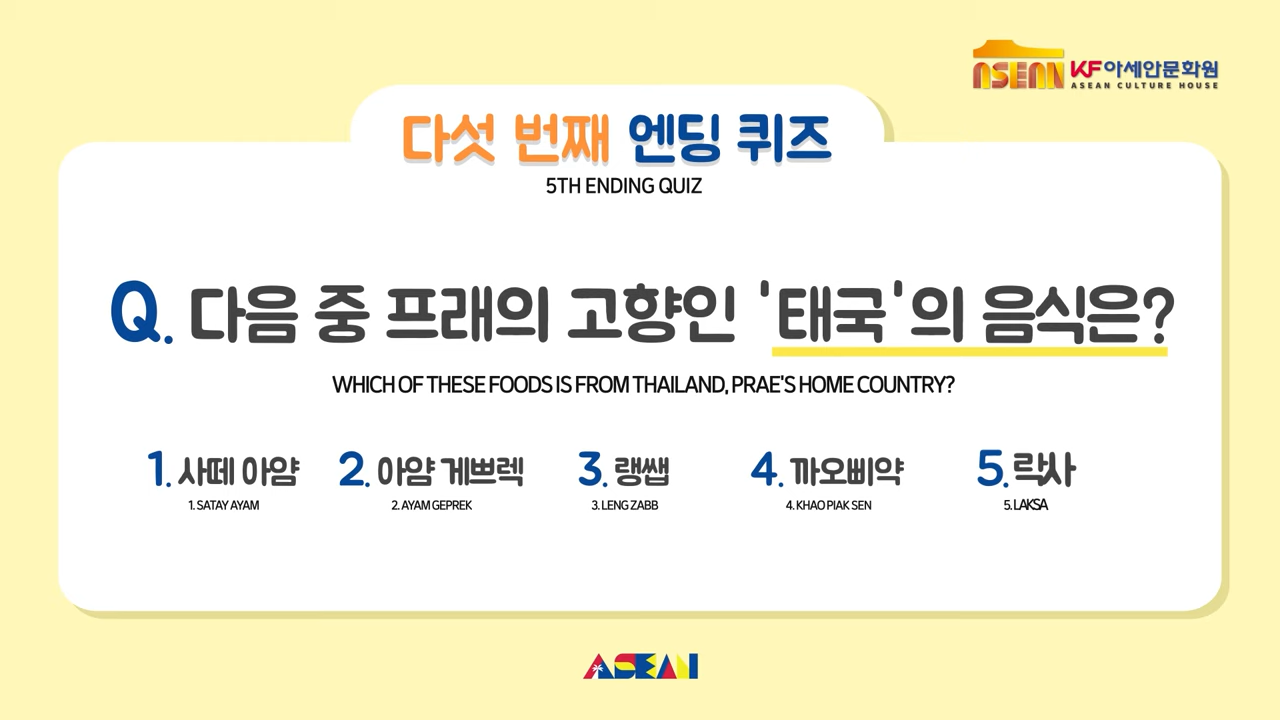 ASEAN KF아세안문화원
ASEAN CULTURE HOUSE
다섯 번째 엔딩 퀴즈
5TH ENDING QUIZ
Q. 다음 중 프래의 고향인 '태국'의 음식은?
WHICH OF THESE FOODS IS FROM THAILAND, PRAE'S HOME COUNTRY?
1. 사떼 아얌 2. 아얌 게쁘렉 3. 랭쌥 4. 까오삐약 5. 락사
1. SATAY AYAM 2. AYAM GEPREK 3. LENG ZABB 4. KHAO PIAK SEN 5. LAKSA
ASEAN